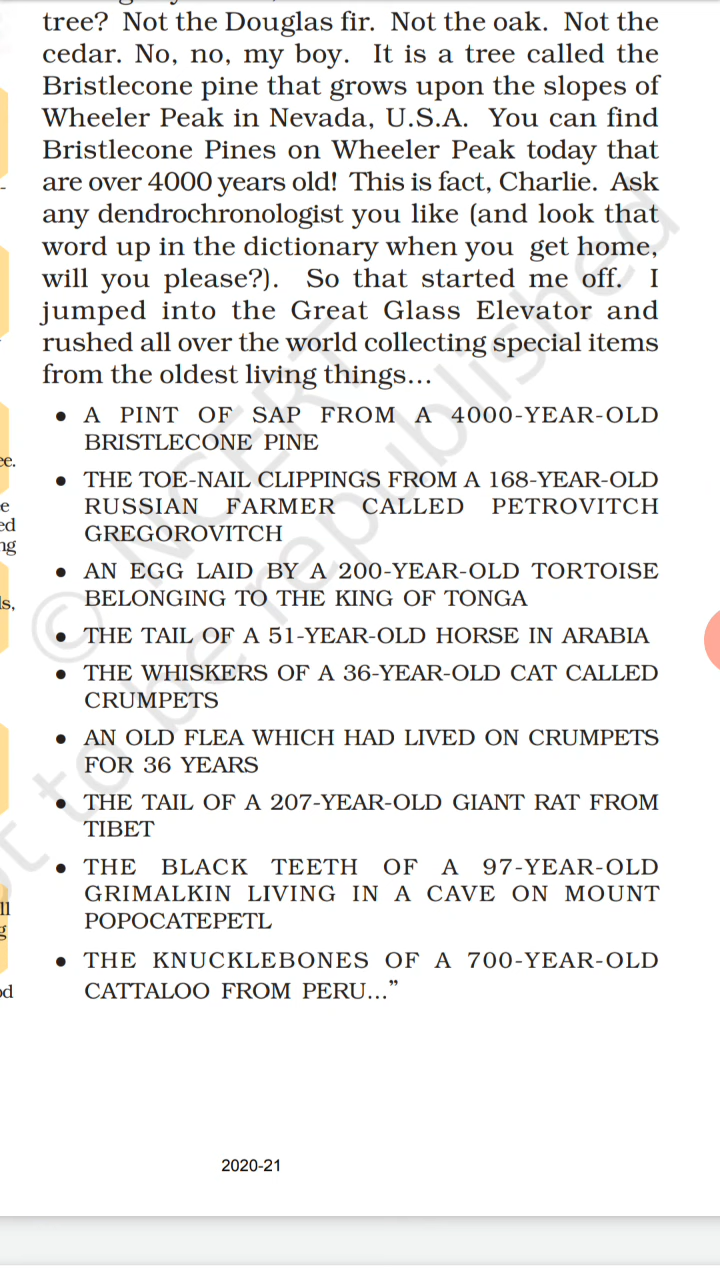 tree? Not the Douglas fir. Not the oak. Not the
cedar. No, no, my boy. It is a tree called the
Bristlecone pine that grows upon the slopes of
Wheeler Peak in Nevada, U.S.A. You can find
Bristlecone Pines on Wheeler Peak today that
are over 4000 years old! This is fact, Charlie. Ask
any dendrochronologist you like (and look that
word up in the dictionary when you get home,
will you please?). So that started me off. I
jumped into the Great Glass Elevator and
rushed all over the world collecting special items
from the oldest living things...
• A PINT OF SAP FROM A 4000-YEAR-OLD
BRISTLECONE PINE
• THE TOE-NAIL CLIPPINGS FROM A 168-YEAR-OLD
RUSSIAN FARMER CALLED PETROVITCH
GREGOROVITCH
• AN EGG LAID BY A 200-YEAR-OLD TORTOISE
BELONGING TO THE KING OF TONGA
• THE TAIL OF A 51-YEAR-OLD HORSE IN ARABIA
• THE WHISKERS OF A 36-YEAR-OLD CAT CALLED
CRUMPETS
• AN OLD FLEA WHICH HAD LIVED ON CRUMPETS
FOR 36 YEARS
• THE TAIL OF A 207-YEAR-OLD GIANT RAT FROM
TIBET
• THE BLACK TEETH OF A 97-YEAR-OLD
GRIMALKIN LIVING IN A CAVE ON MOUNT
POPOCATEPETL
• THE KNUCKLEBONES OF A 700-YEAR-OLD
CATTALOO FROM PERU...”
© NCERT
to be republished
2020-21